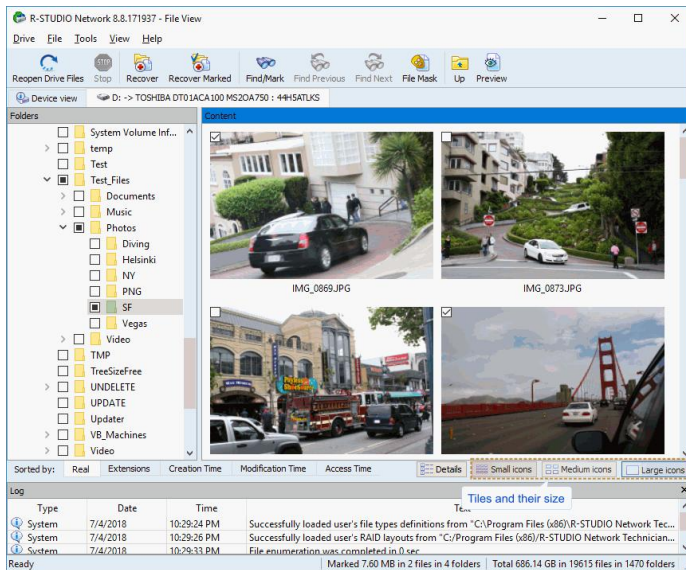 R-STUDIO Network 8.8.171937 - File View
Drive File Tools View Help
Reopen Drive Files Stop Recover Recover Marked Find/Mark Find Previous Find Next File Mask Up Preview
Device view D: -> TOSHIBA DT01ACA100 MS2OA750 : 44H5ATLKS
Folders
System Volume Inf...
temp
Test
Test_Files
Documents
Music
Photos
Diving
Helsinki
NY
PNG
SF
Vegas
Video
TMP
TreeSizeFree
UNDELETE
UPDATE
Updater
VB_Machines
Video
Content
IMG_0869.JPG IMG_0873.JPG
Sorted by: Real Extensions Creation Time Modification Time Access Time Details Small icons Medium icons Large icons
Tiles and their size
Log
Type Date Time Text
System 7/4/2018 10:29:24 PM Successfully loaded user's file types definitions from "C:\Program Files (x86)\R-STUDIO Network Tec...
System 7/4/2018 10:29:26 PM Successfully loaded user's RAID layouts from "C:/Program Files (x86)/R-STUDIO Network Technician...
System 7/4/2018 10:29:33 PM File enumeration was completed in 0 sec
Ready Marked 7.60 MB in 2 files in 4 folders Total 686.14 GB in 19615 files in 1470 folders